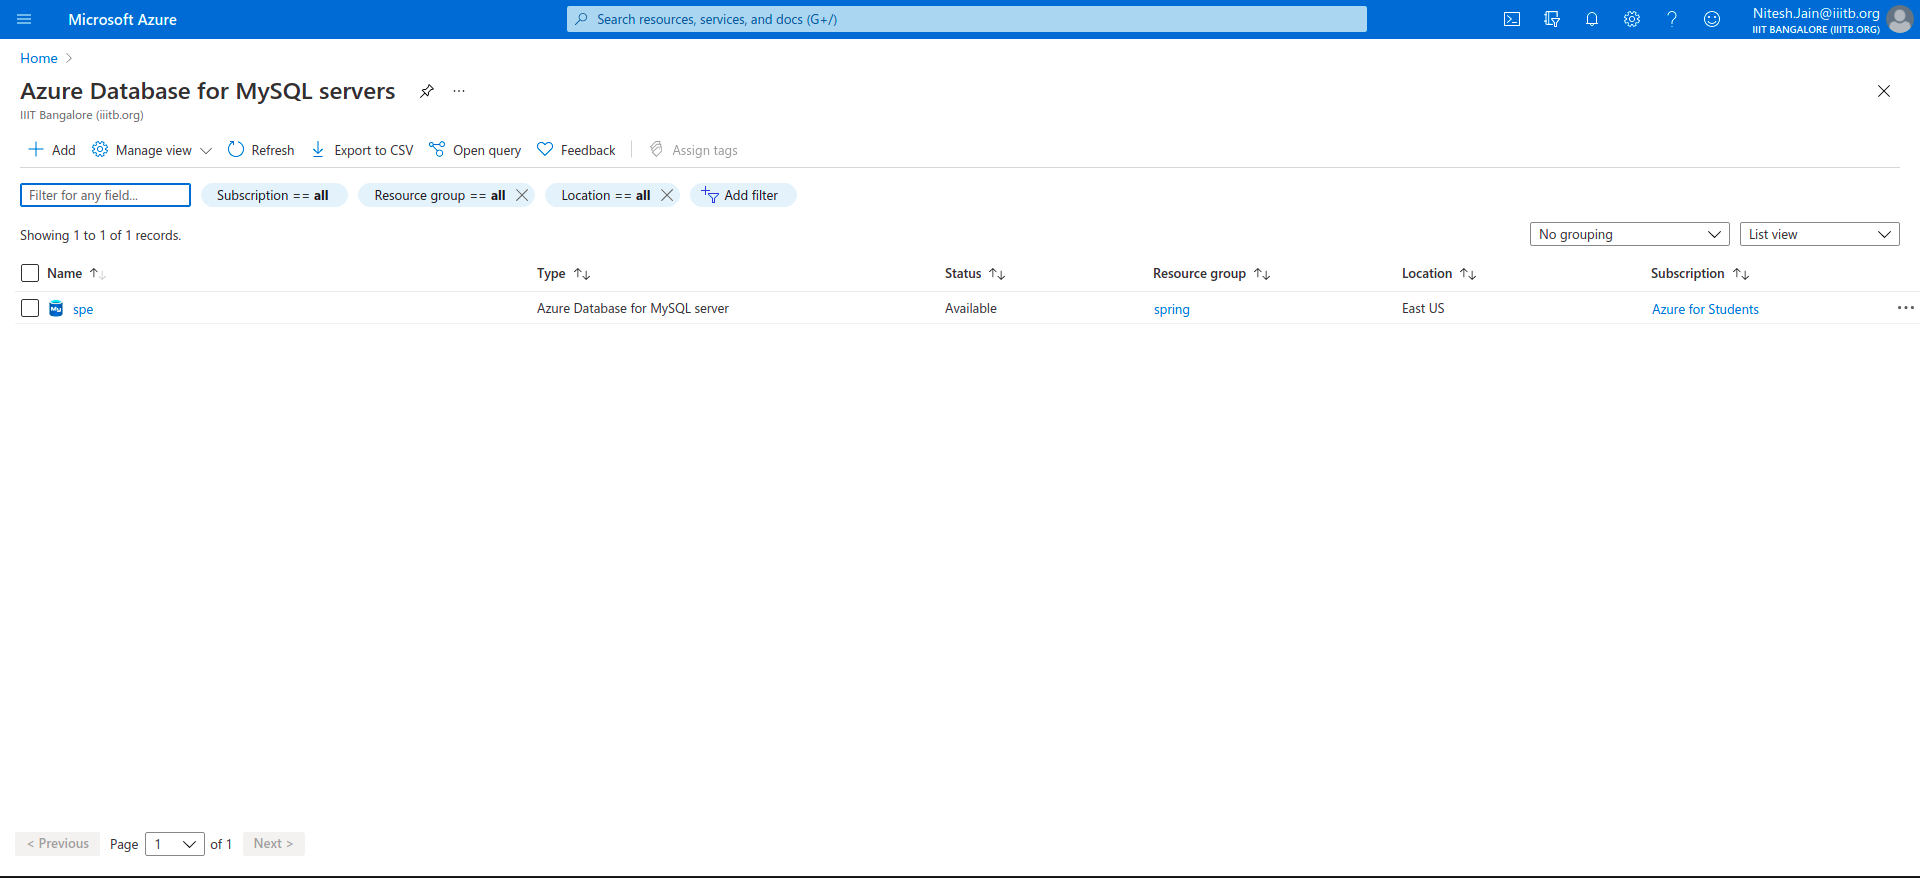 Microsoft Azure
Search resources, services, and docs (G+/)
Nitesh.Jain@iiitb.org
IIIT BANGALORE (IIITB.ORG)
Home
Azure Database for MySQL servers
IIIT Bangalore (iiitb.org)
Add Manage view Refresh Export to CSV Open query Feedback Assign tags
Filter for any field... Subscription == all Resource group == all Location == all Add filter
Showing 1 to 1 of 1 records. No grouping List view
Name Type Status Resource group Location Subscription
My spe Azure Database for MySQL server Available spring East US Azure for Students
< Previous Page 1 of 1 Next >